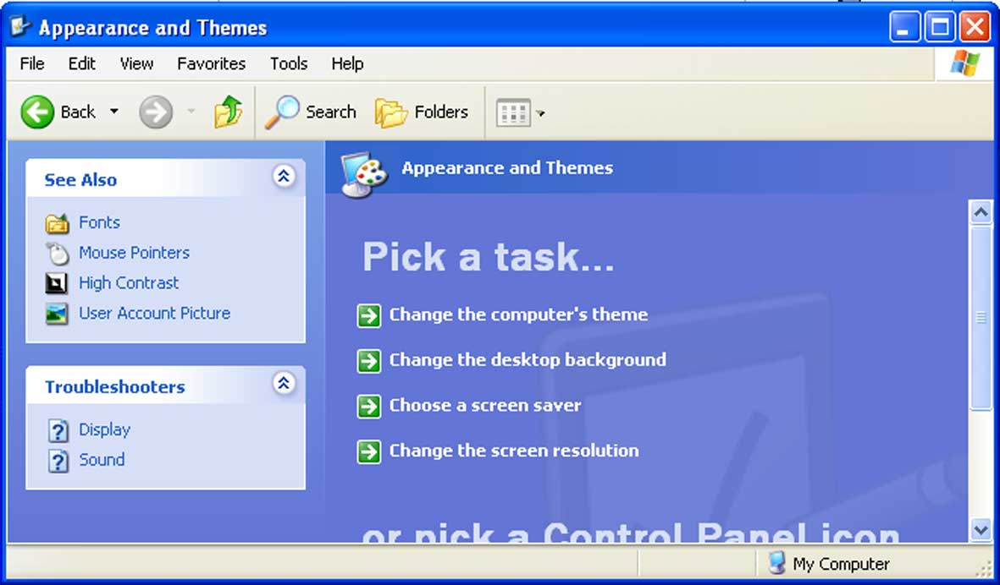 Appearance and Themes
File Edit View Favorites Tools Help
Back Search Folders
See Also
Fonts
Mouse Pointers
High Contrast
User Account Picture
Troubleshooters
Display
Sound
Appearance and Themes
Pick a task...
Change the computer's theme
Change the desktop background
Choose a screen saver
Change the screen resolution
or pick a Control Panel icon
My Computer